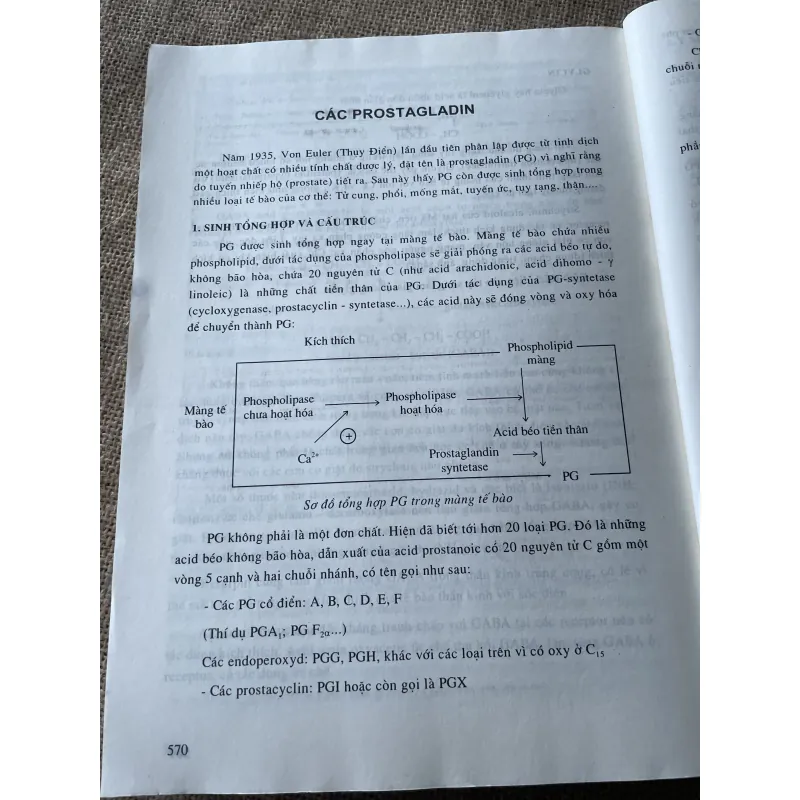 CÁC PROSTAGLADIN
Năm 1935, Von Euler (Thụy Điển) lần đầu tiên phân lập được từ tinh dịch
một hoạt chất có nhiều tính chất dược lý, đặt tên là prostagladin (PG) vì nghĩ rằng
do tuyến nhiếp hộ (prostate) tiết ra. Sau này thấy PG còn được sinh tổng hợp trong
nhiều loại tế bào của cơ thể: Tử cung, phổi, mống mắt, tuyến ức, tụy tạng, thận....
I. SINH TỔNG HỢP VÀ CẤU TRÚC
PG được sinh tổng hợp ngay tại màng tế bào. Màng tế bào chứa nhiều
phospholipid, dưới tác dụng của phospholipase sẽ giải phóng ra các acid béo tự do,
không bão hòa, chứa 20 nguyên tử C (như acid arachidonic, acid dihomo - γ
linoleic) là những chất tiền thân của PG. Dưới tác dụng của PG-syntetase
(cycloxygenase, prostacyclin - syntetase...), các acid này sẽ đóng vòng và oxy hóa
để chuyển thành PG:
Kích thích
Phospholipid
màng
Màng tế
bào
Phospholipase
chưa hoạt hóa
Phospholipase
hoạt hóa
+
Ca²⁺
Acid béo tiền thân
Prostaglandin
syntetase
PG
Sơ đồ tổng hợp PG trong màng tế bào
PG không phải là một đơn chất. Hiện đã biết tới hơn 20 loại PG. Đó là những
acid béo không bão hòa, dẫn xuất của acid prostanoic có 20 nguyên tử C gồm một
vòng 5 cạnh và hai chuỗi nhánh, có tên gọi như sau:
- Các PG cổ điển: A, B, C, D, E, F
(Thí dụ PGA₁; PG F₂α...)
Các endoperoxyd: PGG, PGH, khác với các loại trên vì có oxy ở C₁₅
- Các prostacyclin: PGI hoặc còn gọi là PGX
570
chuỗi